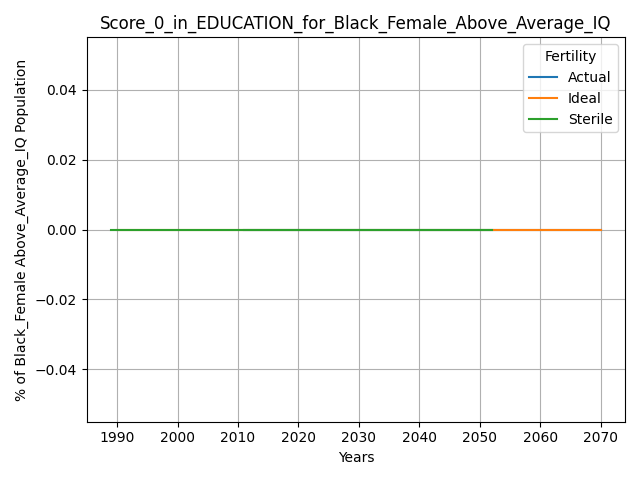 Score_0_in_EDUCATION_for_Black_Female_Above_Average_IQ
% of Black_Female Above_Average_IQ Population
0.04
0.02
0.00
−0.02
−0.04
Fertility
Actual
Ideal
Sterile
1990 2000 2010 2020 2030 2040 2050 2060 2070
Years